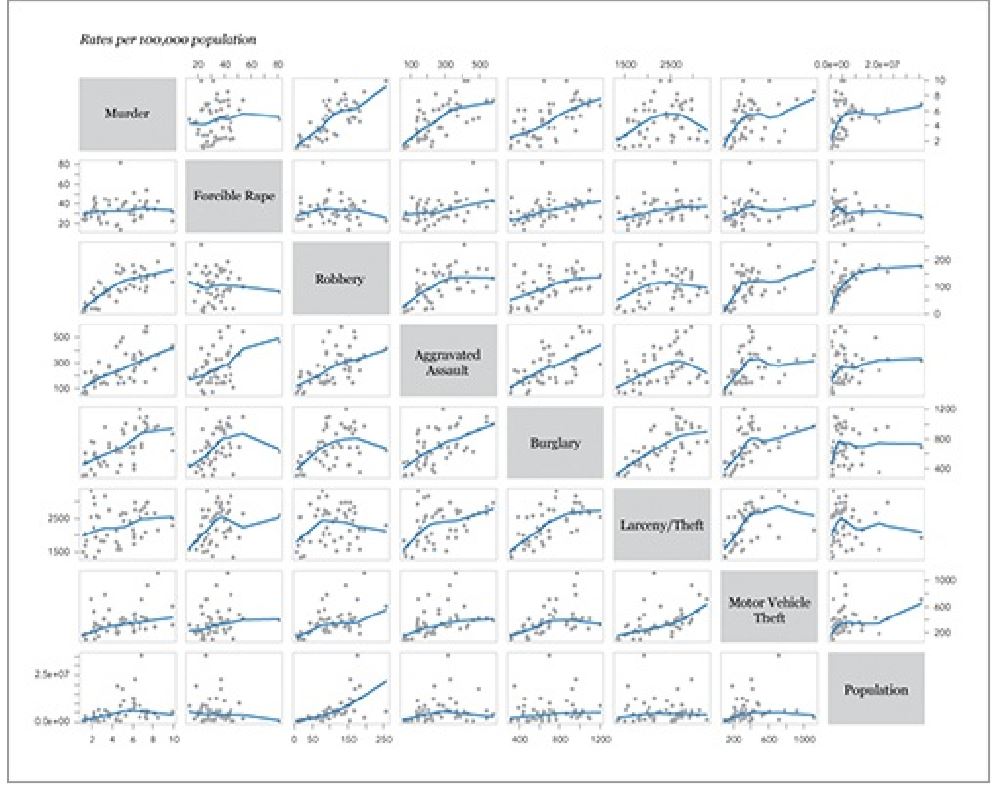 Rates per 100,000 population
20 40 60 80 100 300 500 1500 2500 0.0e+00 2.0e+07
Murder
10
8
6
4
2
80
60
40
20
Forcible Rape
Robbery
200
100
0
500
300
100
Aggravated
Assault
Burglary
1200
800
400
2500
1500
Larceny/Theft
Motor Vehicle
Theft
1000
600
200
2.5e+07
0.0e+00
Population
2 4 6 8 10 0 50 150 250 400 800 1200 200 600 1000